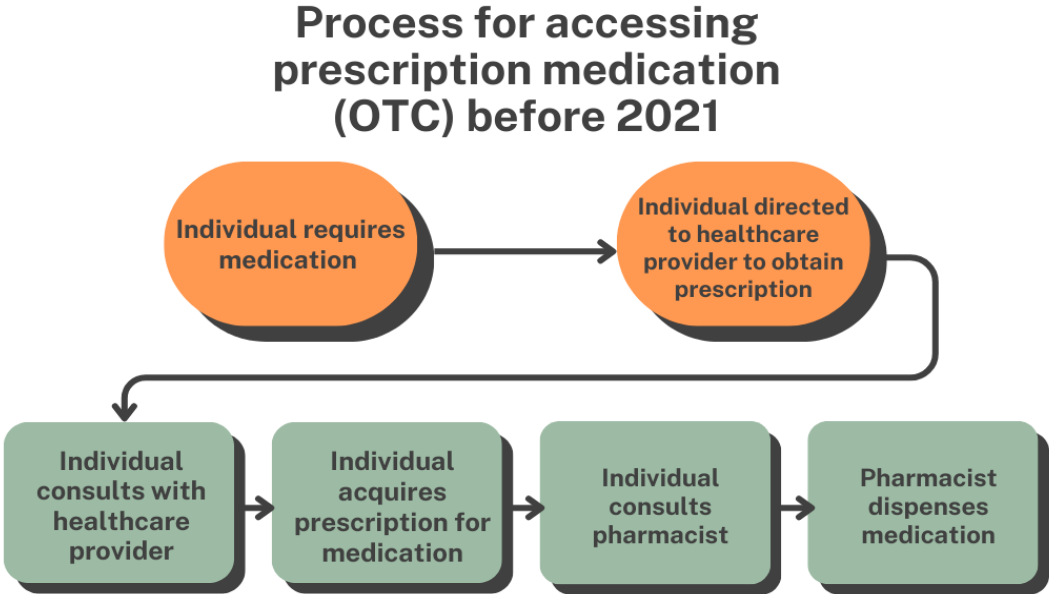 Process for accessing
prescription medication
(OTC) before 2021
Individual requires
medication
Individual directed
to healthcare
provider to obtain
prescription
Individual
consults with
healthcare
provider
Individual
acquires
prescription for
medication
Individual
consults
pharmacist
Pharmacist
dispenses
medication